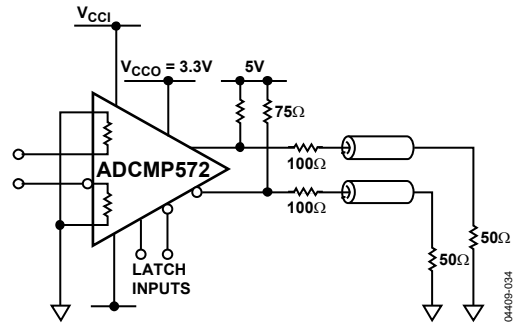 VCCI
VCCO = 3.3V
5V
75Ω
ADCMP572
100Ω
100Ω
50Ω
50Ω
LATCH
INPUTS
04409-034